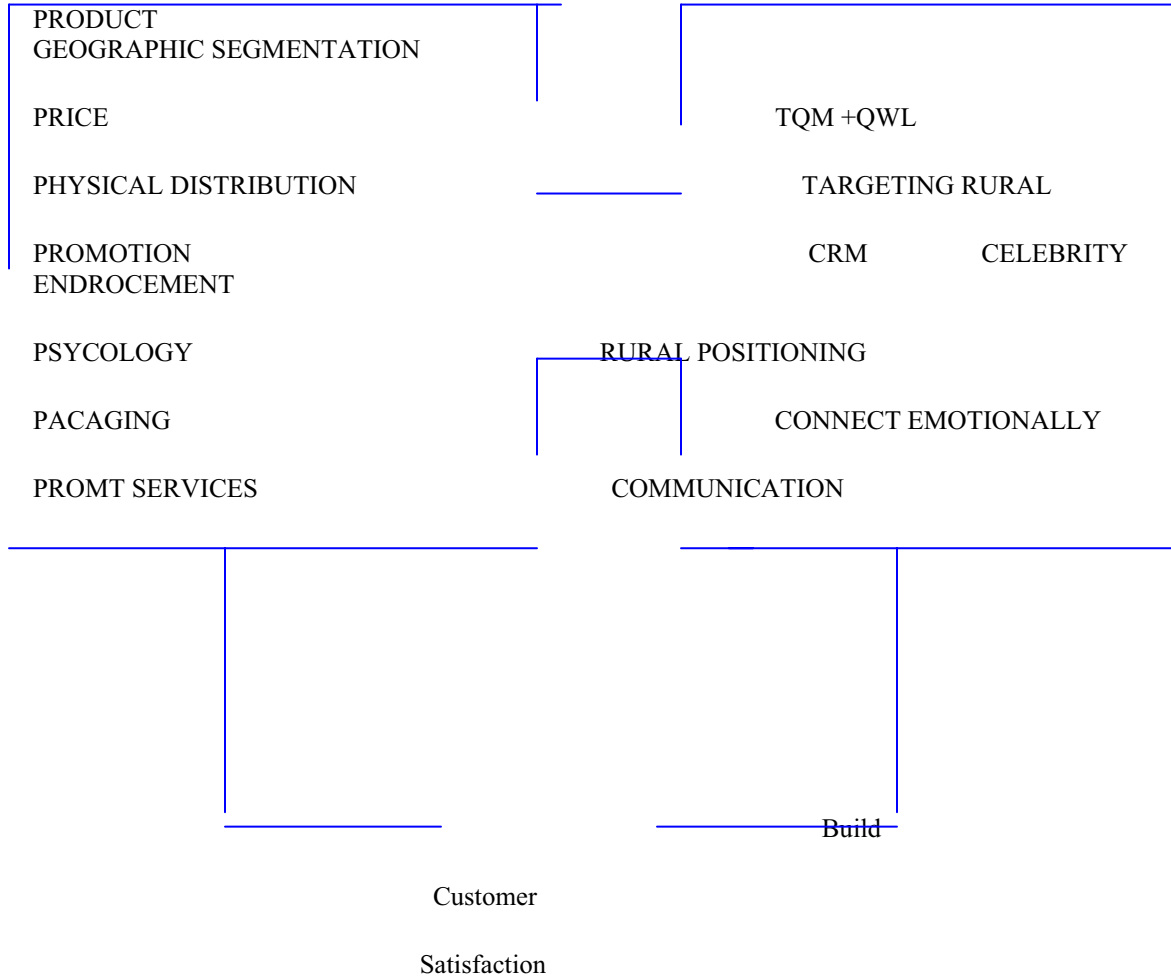 PRODUCT
GEOGRAPHIC SEGMENTATION
PRICE TQM +QWL
PHYSICAL DISTRIBUTION TARGETING RURAL
PROMOTION CRM CELEBRITY
ENDROCEMENT
PSYCOLOGY RURAL POSITIONING
PACAGING CONNECT EMOTIONALLY
PROMT SERVICES COMMUNICATION
Build
Customer
Satisfaction